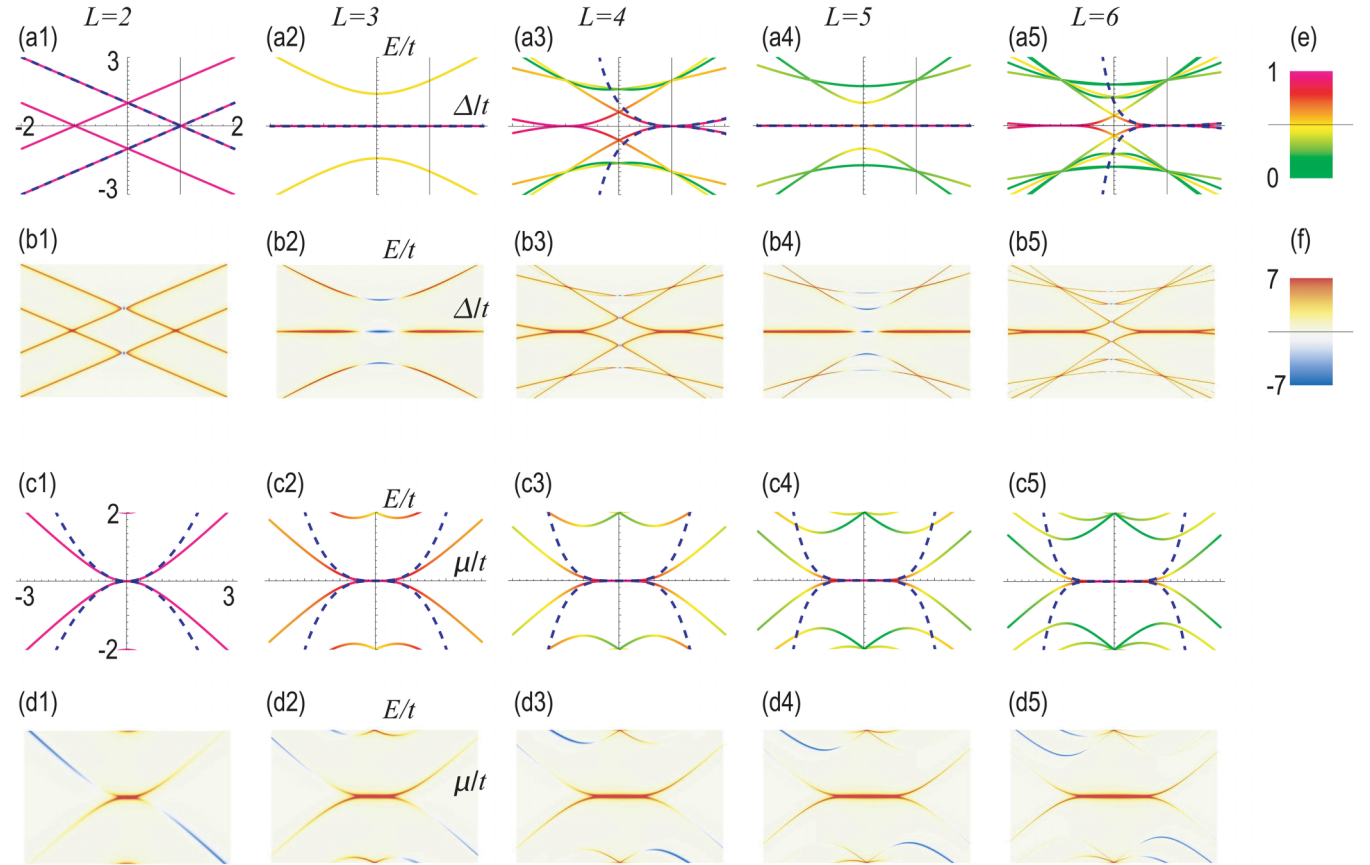 L=2 L=3 L=4 L=5 L=6
(a1) (a2) (a3) (a4) (a5) (e)
3 E/t 1
Δ/t
-2 2
-3 0
(b1) (b2) (b3) (b4) (b5) (f)
E/t 7
Δ/t
-7
(c1) (c2) (c3) (c4) (c5)
2 E/t
μ/t
-3 3
-2
(d1) (d2) (d3) (d4) (d5)
E/t
μ/t